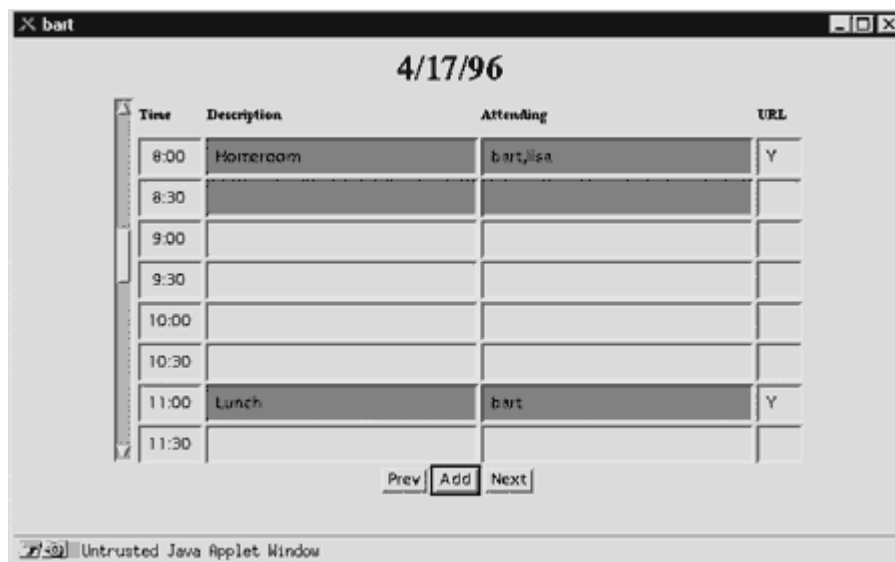 bart
4/17/96
Time Description Attending URL
8:00 Homeroom bart,lisa Y
8:30
9:00
9:30
10:00
10:30
11:00 Lunch bart Y
11:30
Prev Add Next
Untrusted Java Applet Window